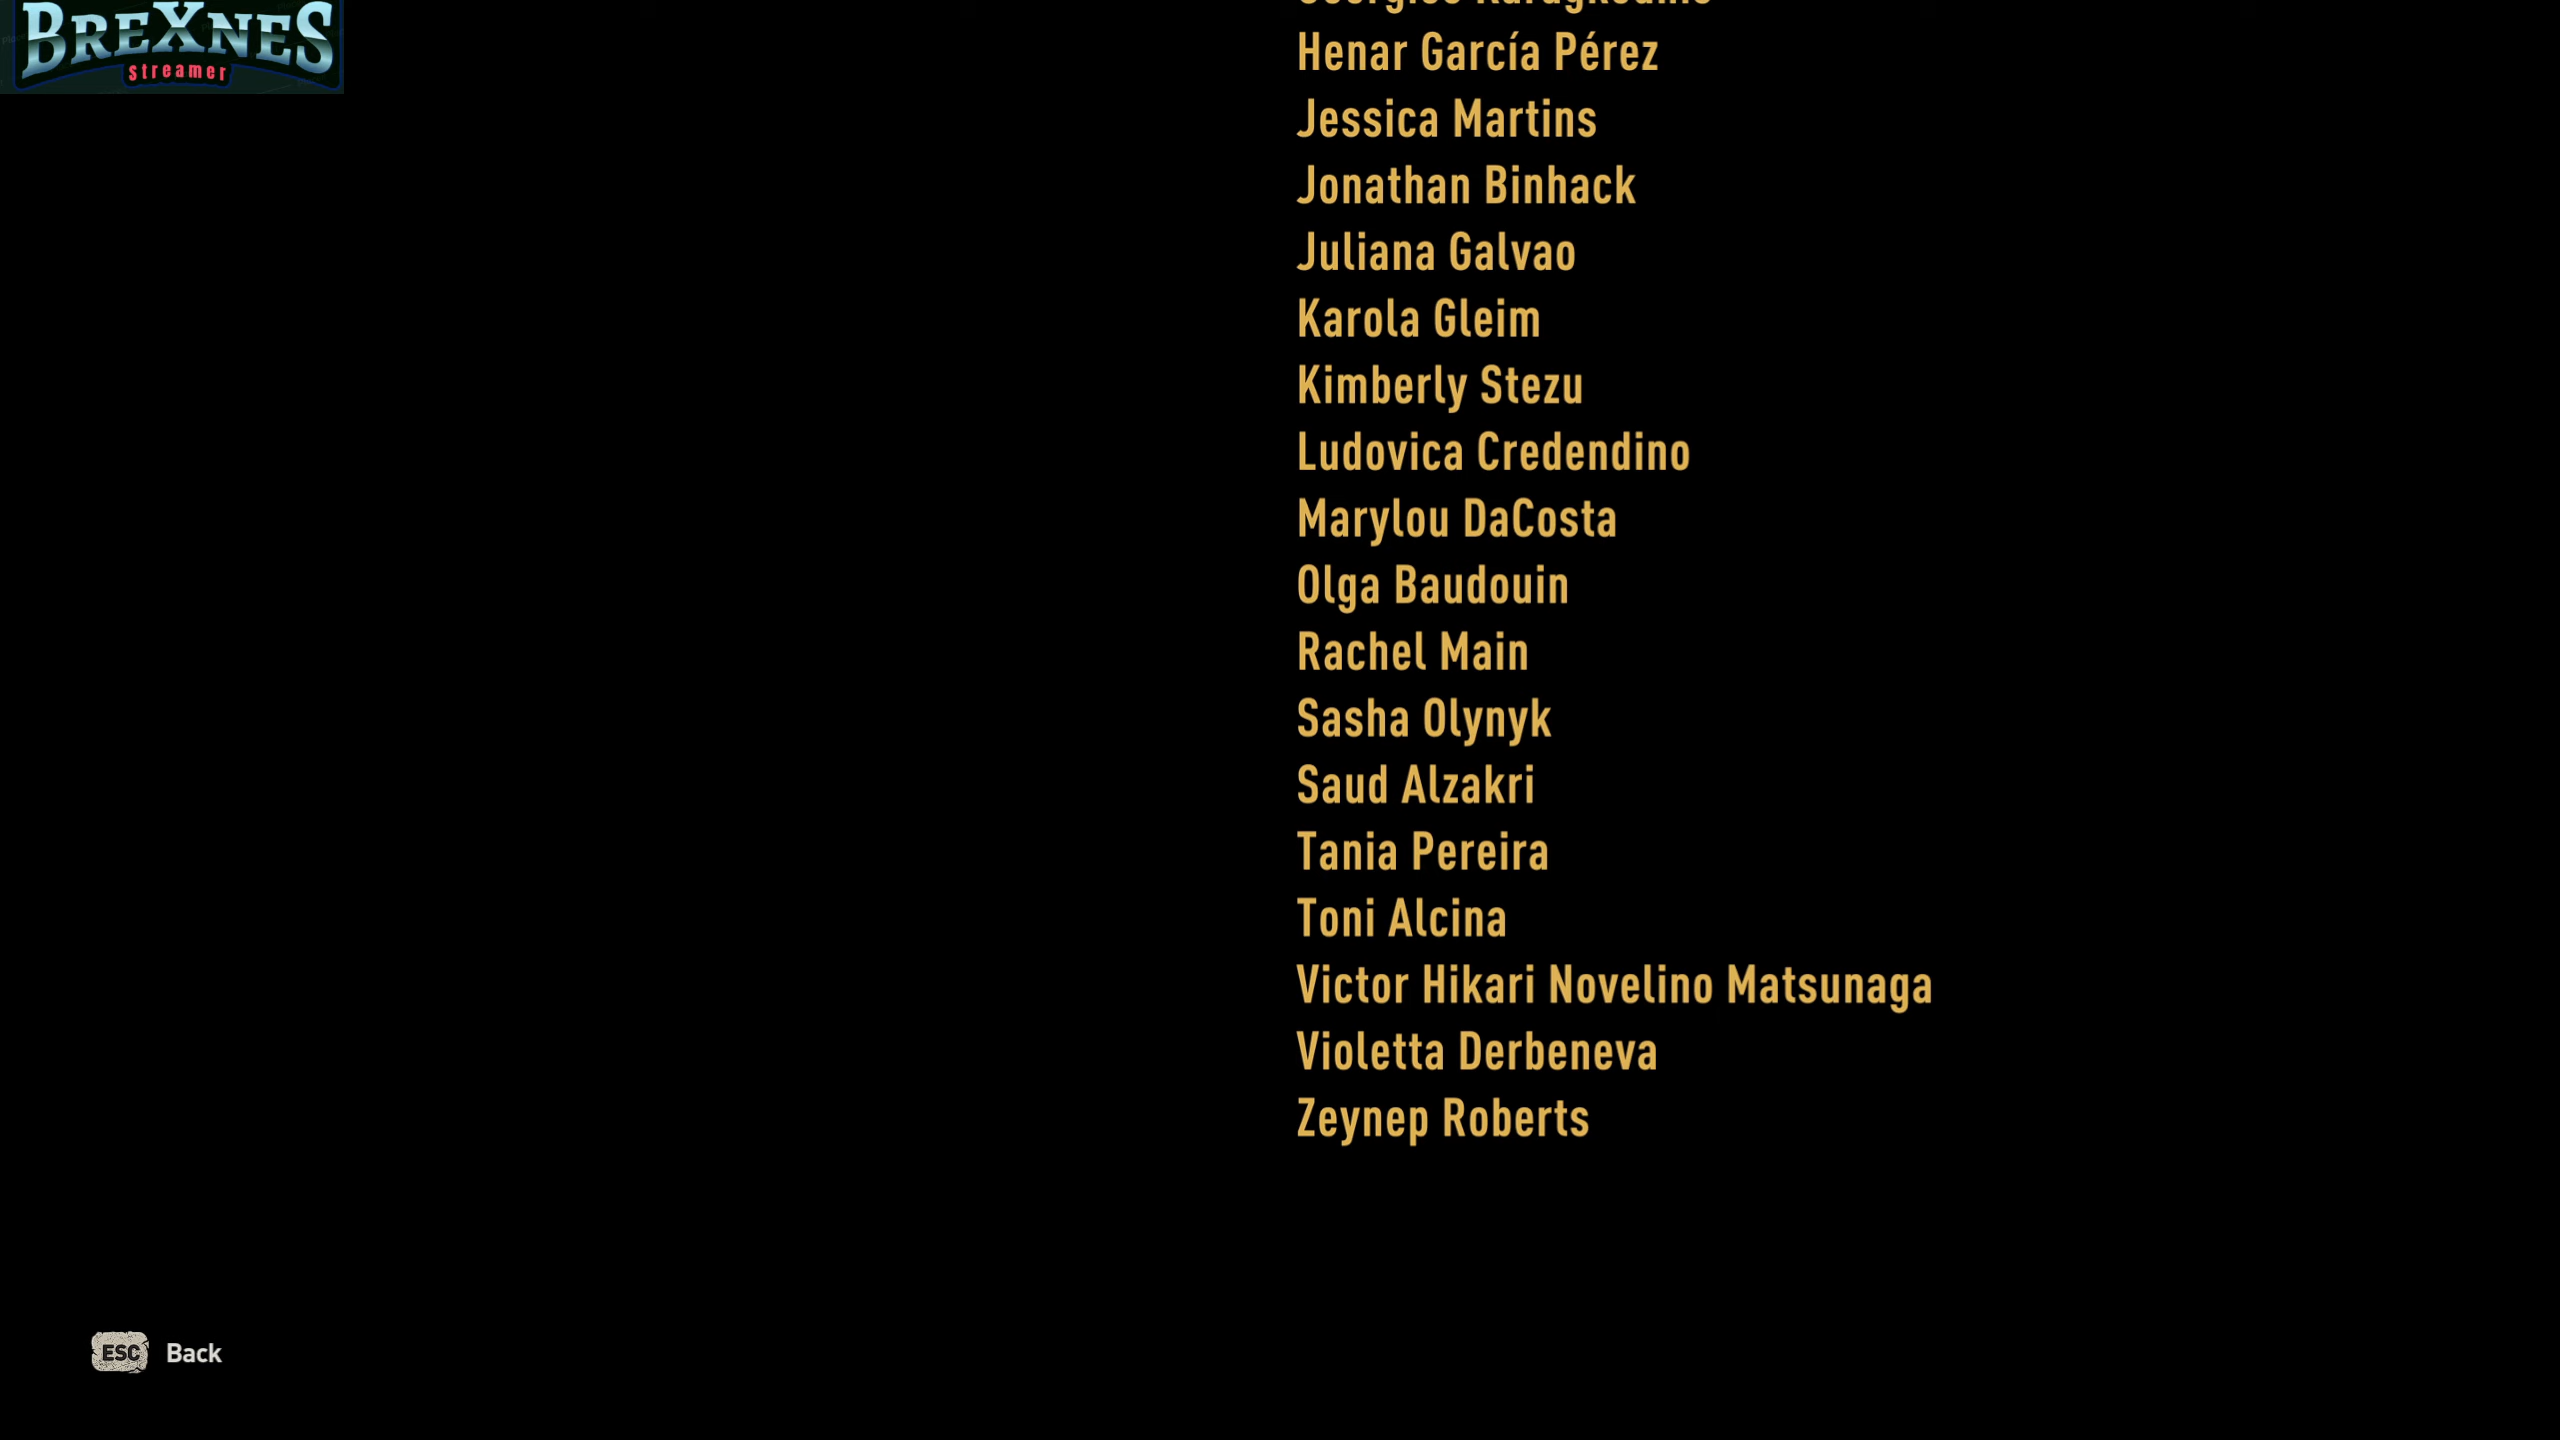 BREXNES
streamer
Henar García Pérez
Jessica Martins
Jonathan Binhack
Juliana Galvao
Karola Gleim
Kimberly Stezu
Ludovica Credendino
Marylou DaCosta
Olga Baudouin
Rachel Main
Sasha Olynyk
Saud Alzakri
Tania Pereira
Toni Alcina
Victor Hikari Novelino Matsunaga
Violetta Derbeneva
Zeynep Roberts
ESC Back